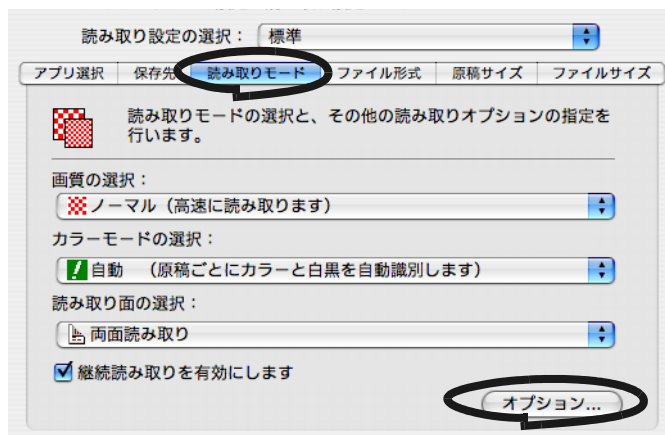 読み取り設定の選択： 標準
アプリ選択 保存先 読み取りモード ファイル形式 原稿サイズ ファイルサイズ
読み取りモードの選択と、その他の読み取りオプションの指定を
行います。
画質の選択：
ノーマル（高速に読み取ります）
カラーモードの選択：
自動 （原稿ごとにカラーと白黒を自動識別します）
読み取り面の選択：
両面読み取り
継続読み取りを有効にします
オプション...